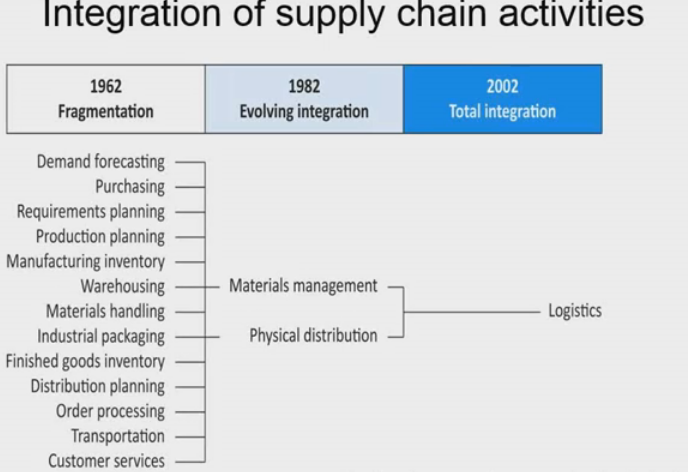 Integration of supply chain activities
1962
Fragmentation
1982
Evolving integration
2002
Total integration
Demand forecasting
Purchasing
Requirements planning
Production planning
Manufacturing inventory
Warehousing
Materials handling
Industrial packaging
Finished goods inventory
Distribution planning
Order processing
Transportation
Customer services
Materials management
Physical distribution
Logistics